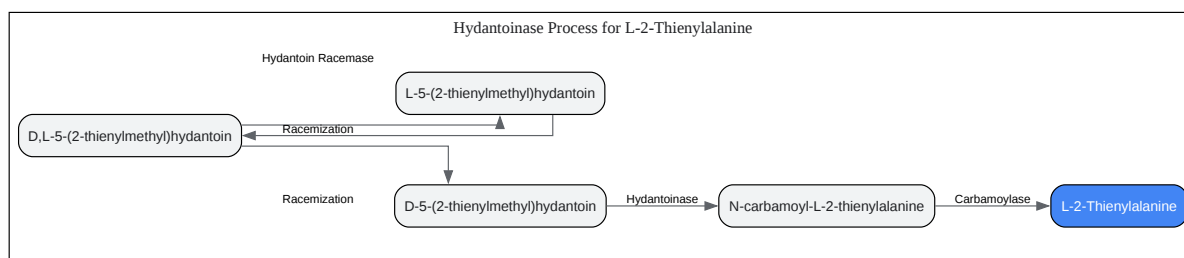 Hydantoinase Process for L-2-Thienylalanine
Hydantoin Racemase
L-5-(2-thienylmethyl)hydantoin
D,L-5-(2-thienylmethyl)hydantoin
Racemization
Racemization
D-5-(2-thienylmethyl)hydantoin
Hydantoinase
N-carbamoyl-L-2-thienylalanine
Carbamoylase
L-2-Thienylalanine